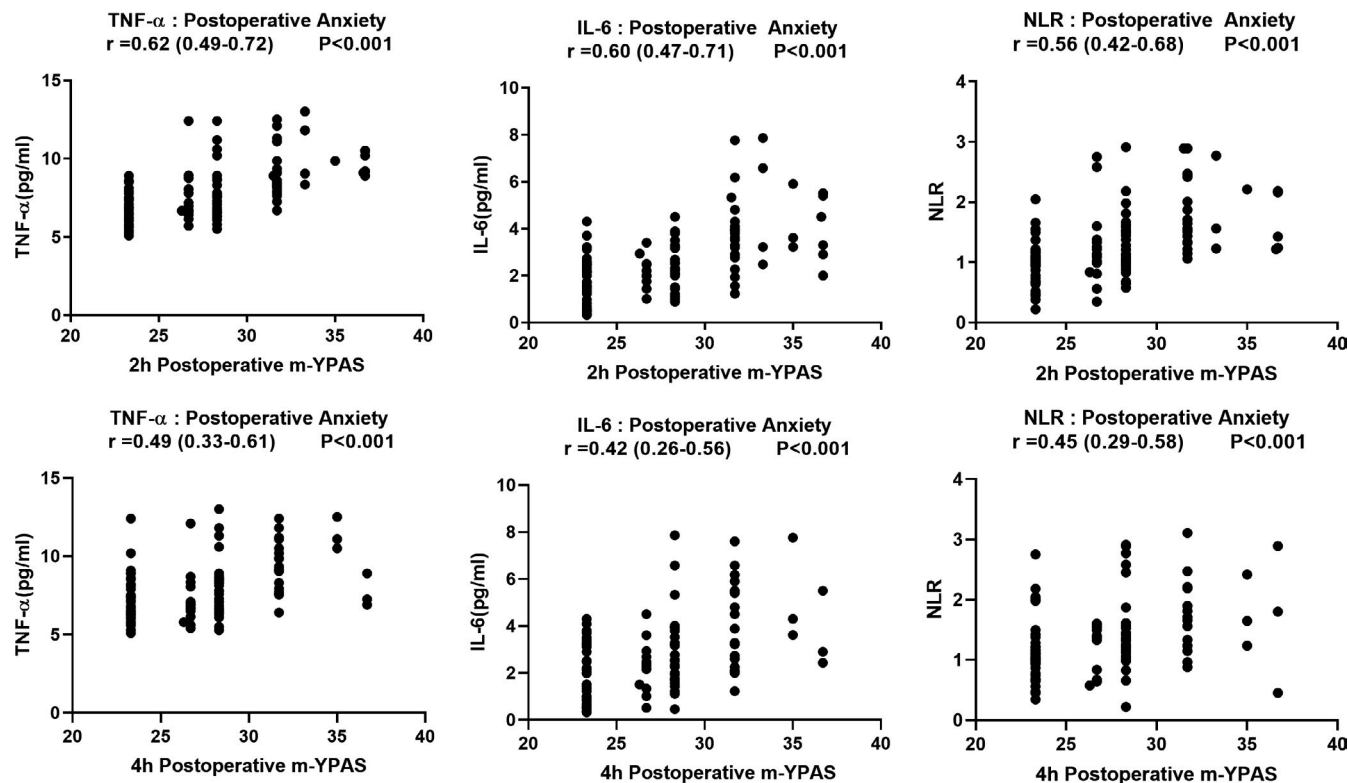 TNF-α : Postoperative Anxiety
r =0.62 (0.49-0.72) P<0.001
15
10
5
0
TNF-α(pg/ml)
20 25 30 35 40
2h Postoperative m-YPAS
IL-6 : Postoperative Anxiety
r =0.60 (0.47-0.71) P<0.001
10
8
6
4
2
0
IL-6(pg/ml)
20 25 30 35 40
2h Postoperative m-YPAS
NLR : Postoperative Anxiety
r =0.56 (0.42-0.68) P<0.001
4
3
2
1
0
NLR
20 25 30 35 40
2h Postoperative m-YPAS
TNF-α : Postoperative Anxiety
r =0.49 (0.33-0.61) P<0.001
15
10
5
0
TNF-α(pg/ml)
20 25 30 35 40
4h Postoperative m-YPAS
IL-6 : Postoperative Anxiety
r =0.42 (0.26-0.56) P<0.001
10
8
6
4
2
0
IL-6(pg/ml)
20 25 30 35 40
4h Postoperative m-YPAS
NLR : Postoperative Anxiety
r =0.45 (0.29-0.58) P<0.001
4
3
2
1
0
NLR
20 25 30 35 40
4h Postoperative m-YPAS